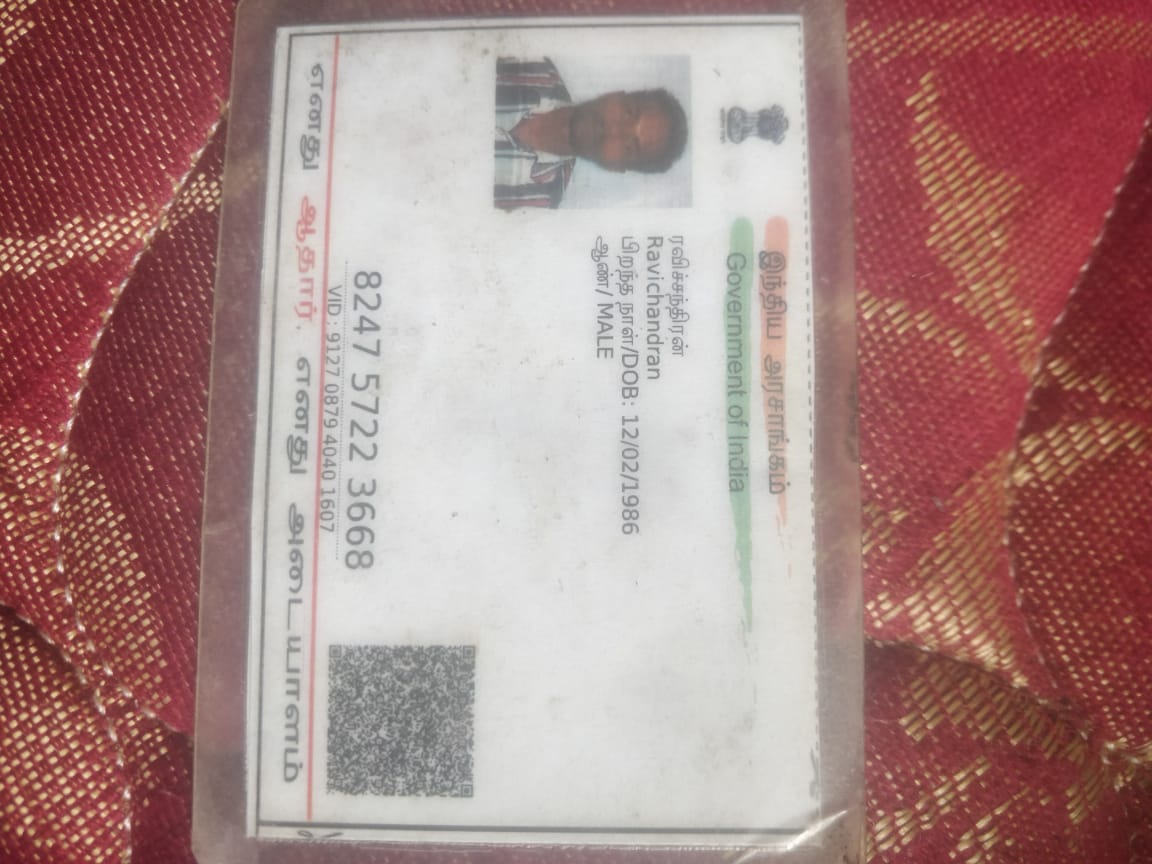 இந்திய அரசாங்கம்
Government of India
ரவிச்சந்திரன்
Ravichandran
பிறந்த நாள்/DOB: 12/02/1986
ஆண்/ MALE
8247 5722 3668
VID : 9127 0879 4040 1607
எனது ஆதார், எனது அடையாளம்